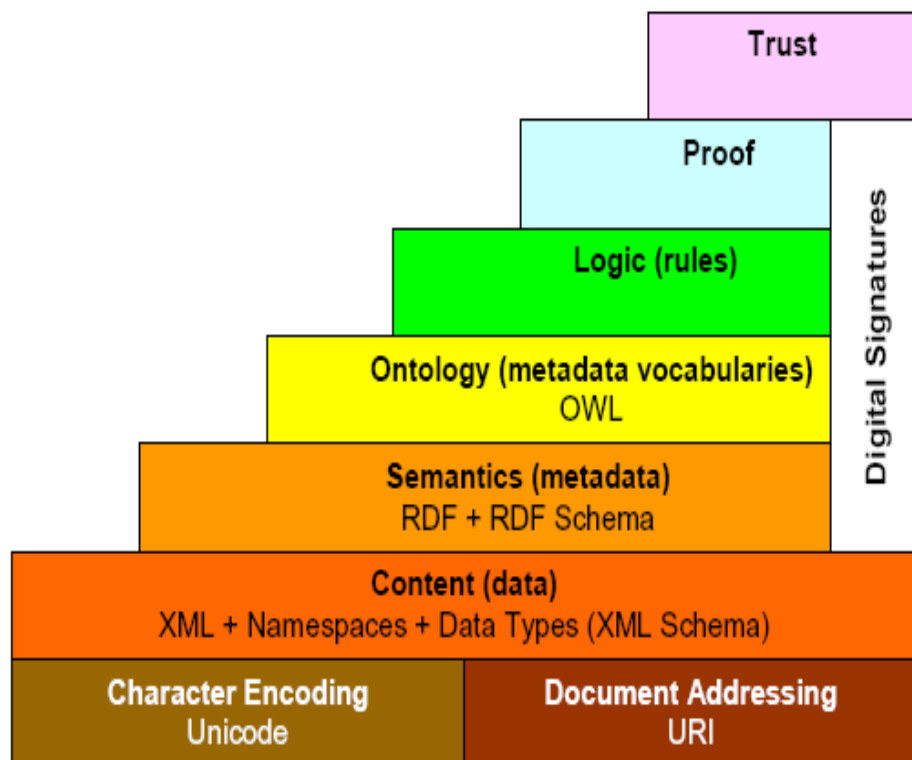 Trust
Proof
Logic (rules)
Ontology (metadata vocabularies)
OWL
Semantics (metadata)
RDF + RDF Schema
Digital Signatures
Content (data)
XML + Namespaces + Data Types (XML Schema)
Character Encoding
Unicode
Document Addressing
URI